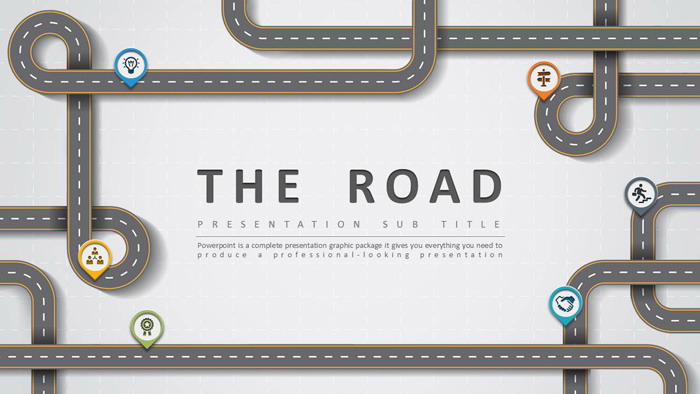 THE ROAD
PRESENTATION SUB TITLE
Powerpoint is a complete presentation graphic package it gives you everything you need to
produce a professional-looking presentation